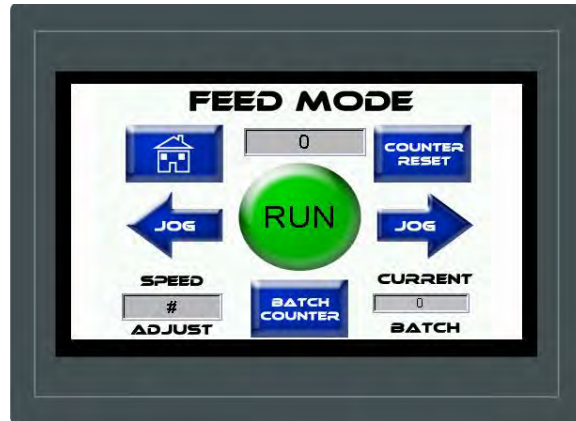 FEED MODE
0
COUNTER
RESET
JOG
RUN
JOG
SPEED
#
ADJUST
BATCH
COUNTER
CURRENT
0
BATCH